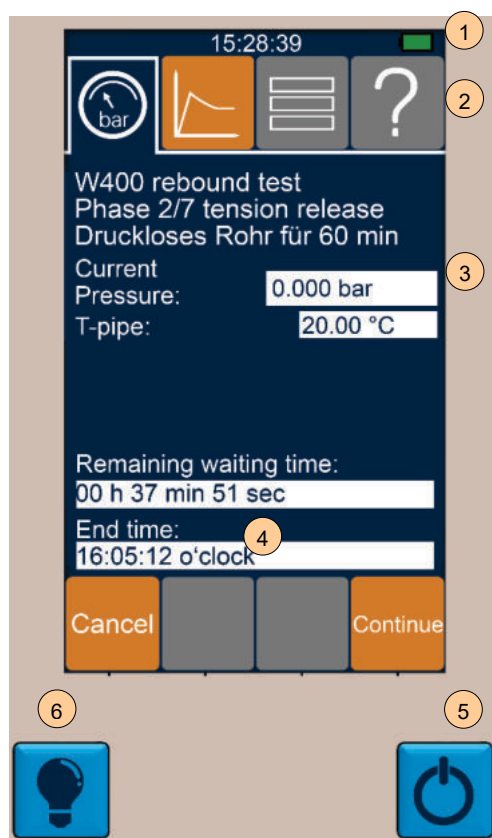 15:28:39
1
bar
?
2
W400 rebound test
Phase 2/7 tension release
Druckloses Rohr für 60 min
Current
Pressure:
0.000 bar
3
T-pipe:
20.00 °C
Remaining waiting time:
00 h 37 min 51 sec
End time:
4
16:05:12 o‘clock
Cancel
Continue
6
5